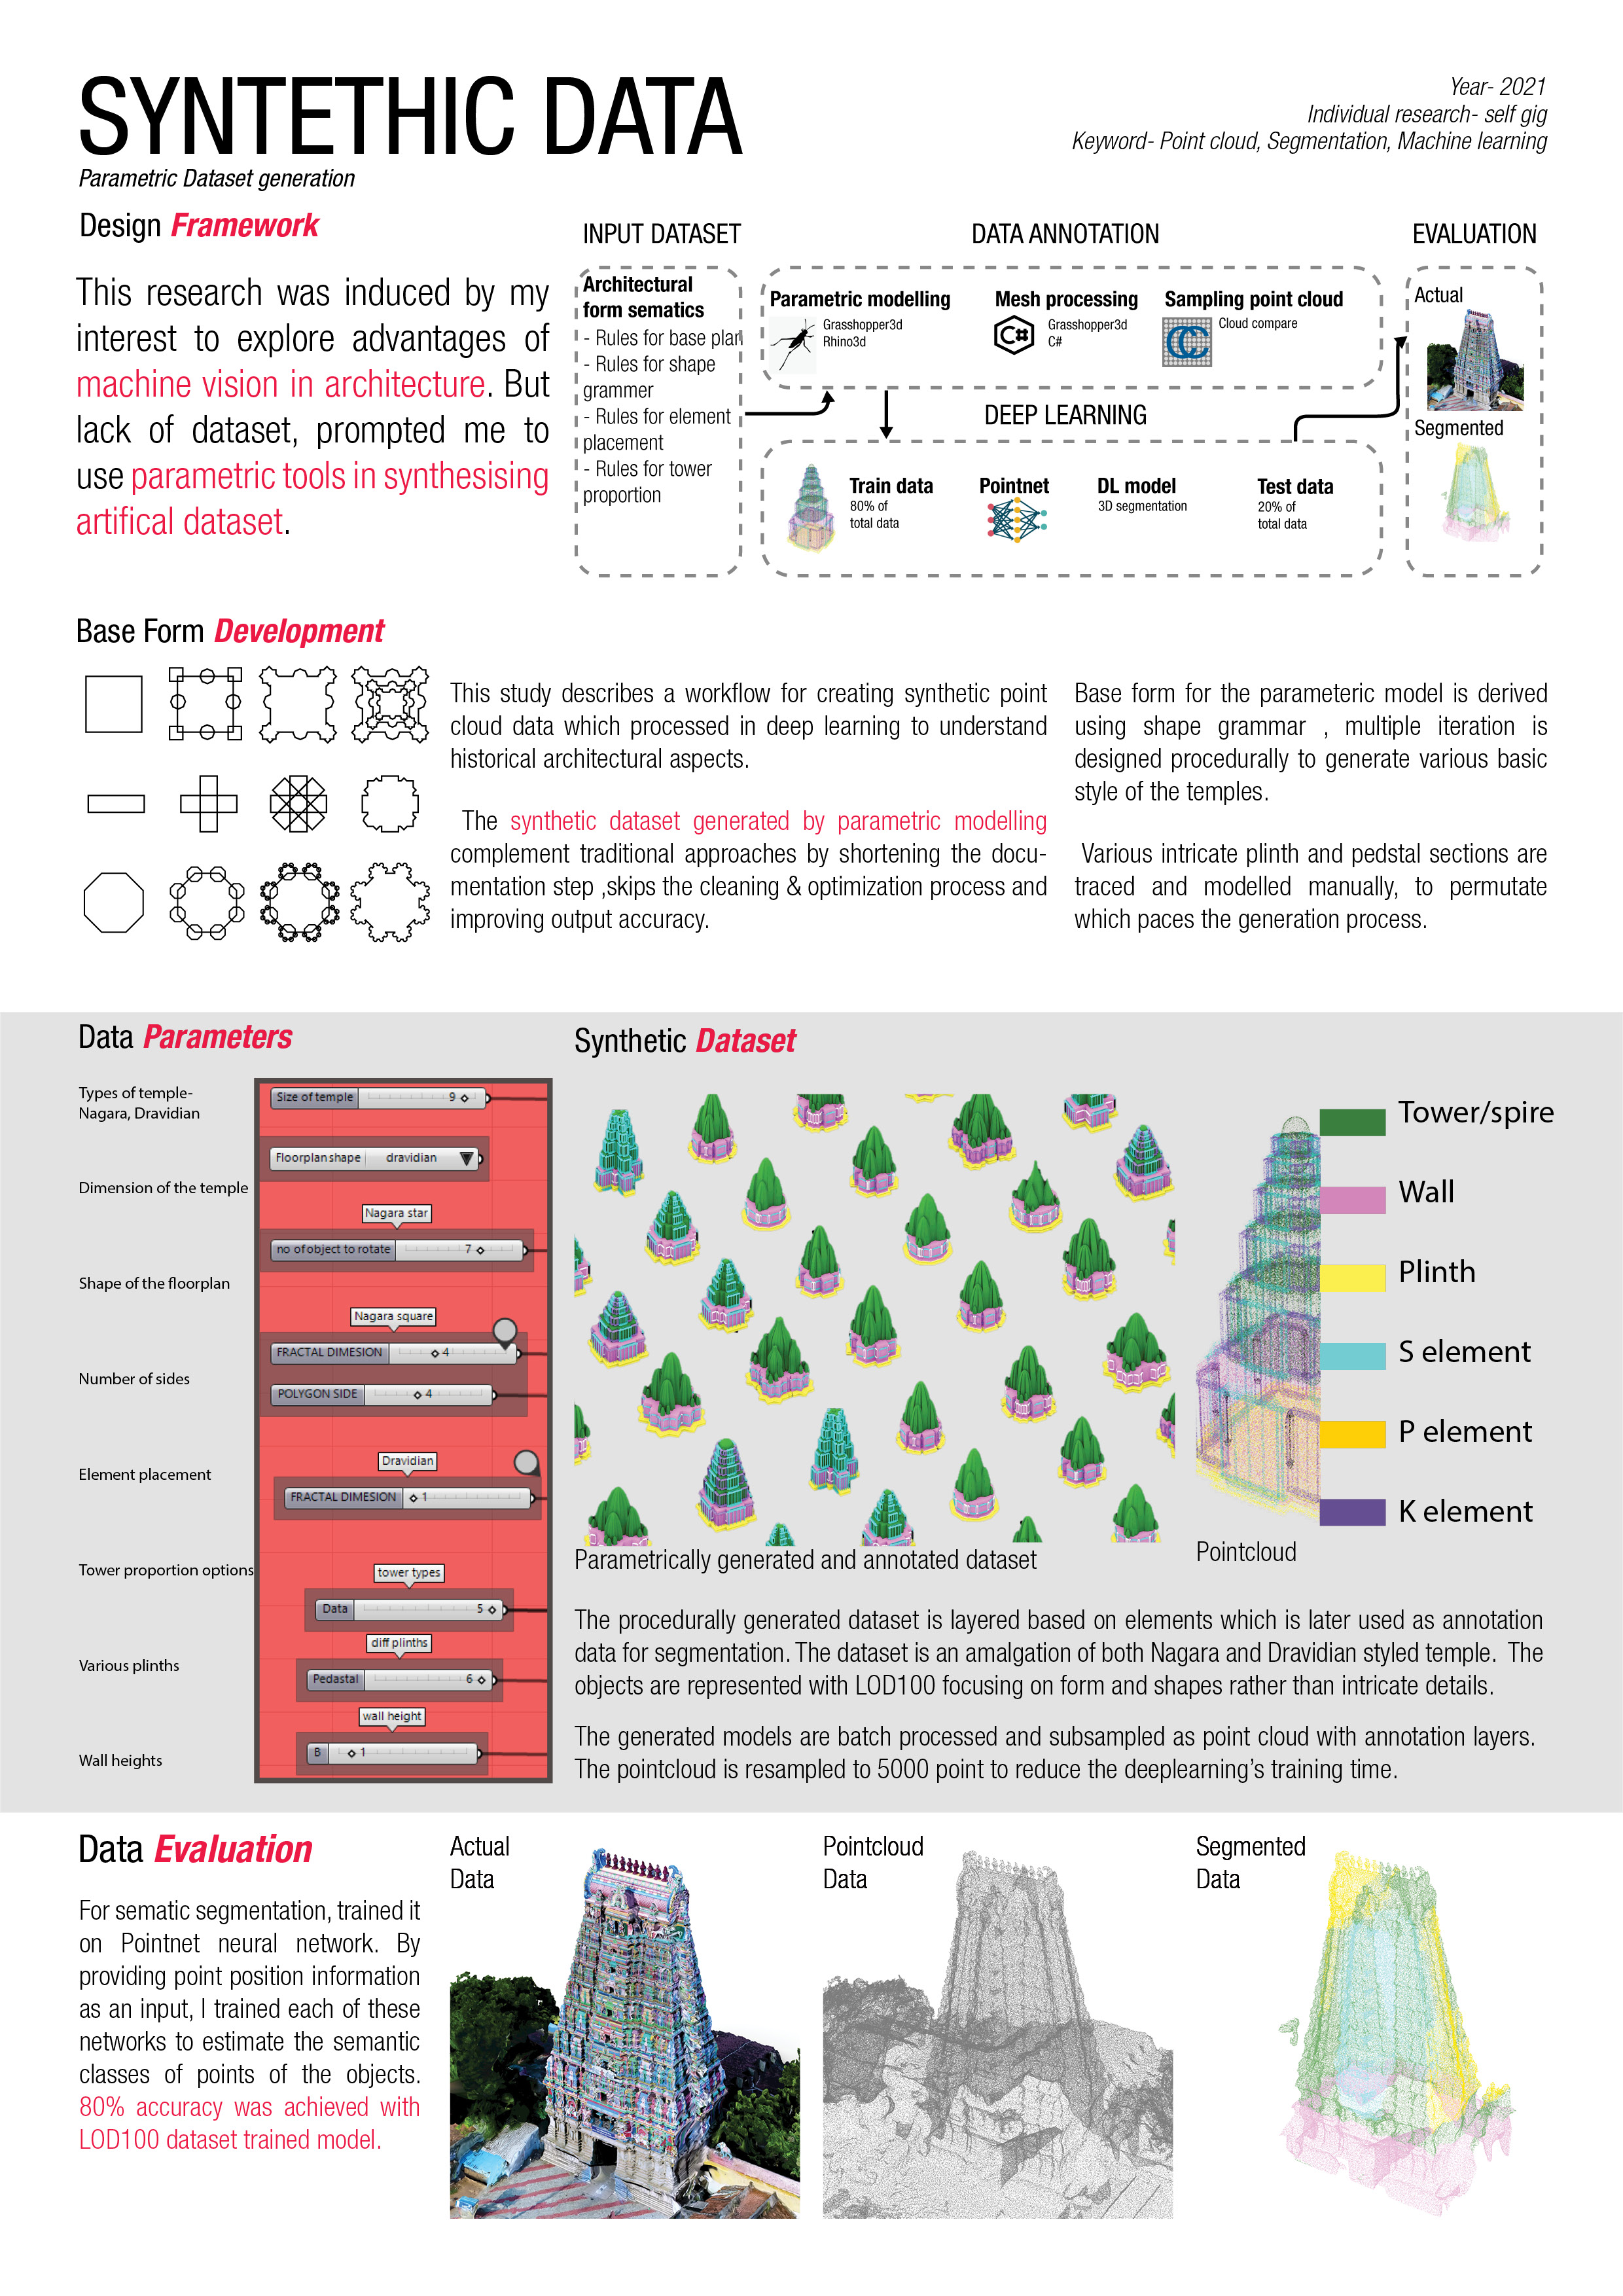 SYNTETHIC DATA
Parametric Dataset generation
Year- 2021
Individual research- self gig
Keyword- Point cloud, Segmentation, Machine learning
Design Framework
This research was induced by my
interest to explore advantages of
machine vision in architecture. But
lack of dataset, prompted me to
use parametric tools in synthesising
artifical dataset.
INPUT DATASET
Architectural
form sematics
- Rules for base plan
- Rules for shape
grammer
- Rules for element
placement
- Rules for tower
proportion
DATA ANNOTATION
Parametric modelling
Grasshopper3d
Rhino3d
Mesh processing
C#
Grasshopper3d
C#
Sampling point cloud
CC
Cloud compare
DEEP LEARNING
Train data
80% of
total data
Pointnet
DL model
3D segmentation
Test data
20% of
total data
EVALUATION
Actual
Segmented
Base Form Development
This study describes a workflow for creating synthetic point
cloud data which processed in deep learning to understand
historical architectural aspects.
The synthetic dataset generated by parametric modelling
complement traditional approaches by shortening the docu-
mentation step ,skips the cleaning & optimization process and
improving output accuracy.
Base form for the parameteric model is derived
using shape grammar , multiple iteration is
designed procedurally to generate various basic
style of the temples.
Various intricate plinth and pedstal sections are
traced and modelled manually, to permutate
which paces the generation process.
Data Parameters
Types of temple-
Nagara, Dravidian
Dimension of the temple
Shape of the floorplan
Number of sides
Element placement
Tower proportion options
Various plinths
Wall heights
Size of temple 9
Floorplan shape dravidian
Nagara star
no of object to rotate 7
Nagara square
FRACTAL DIMESION 4
POLYGON SIDE 4
Dravidian
FRACTAL DIMESION 1
tower types
Data 5
diff plinths
Pedastal 6
wall height
B 1
Synthetic Dataset
Parametrically generated and annotated dataset
Tower/spire
Wall
Plinth
S element
P element
K element
Pointcloud
The procedurally generated dataset is layered based on elements which is later used as annotation
data for segmentation. The dataset is an amalgation of both Nagara and Dravidian styled temple. The
objects are represented with LOD100 focusing on form and shapes rather than intricate details.
The generated models are batch processed and subsampled as point cloud with annotation layers.
The pointcloud is resampled to 5000 point to reduce the deeplearning's training time.
Data Evaluation
For sematic segmentation, trained it
on Pointnet neural network. By
providing point position information
as an input, I trained each of these
networks to estimate the semantic
classes of points of the objects.
80% accuracy was achieved with
LOD100 dataset trained model.
Actual
Data
Pointcloud
Data
Segmented
Data